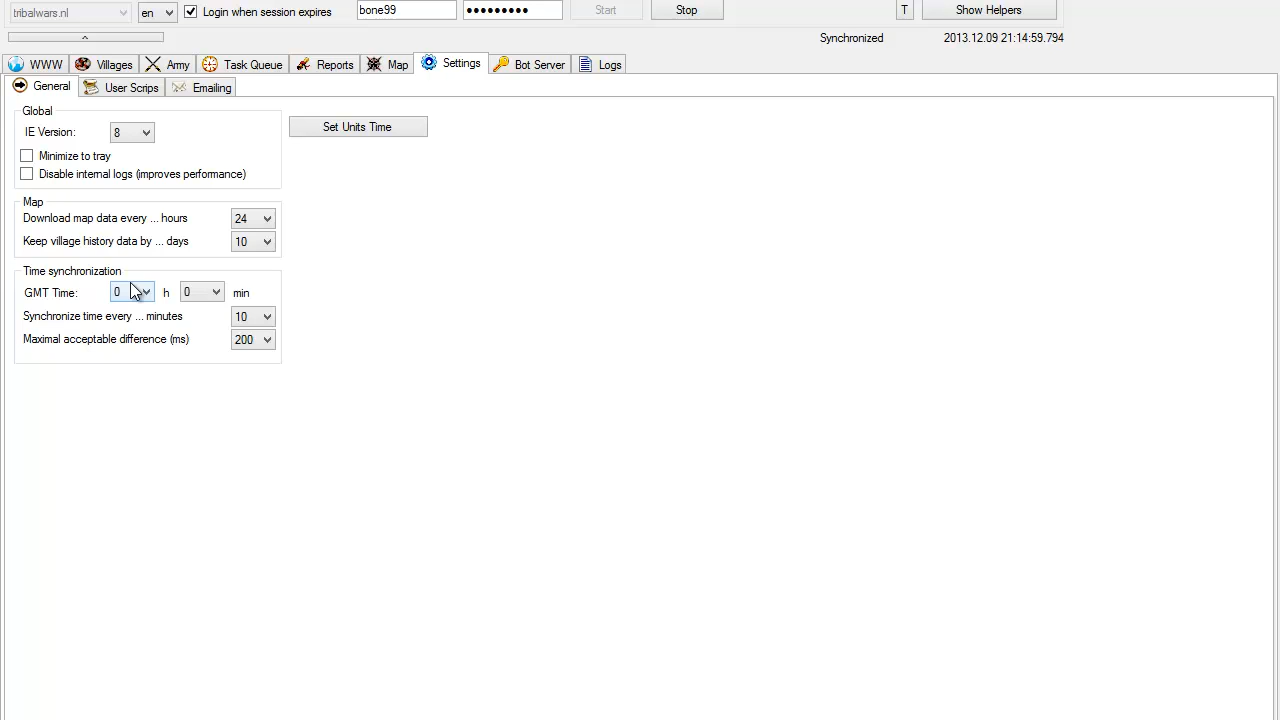 tribalwars.nl en Login when session expires bone99 ●●●●●●●●● Start Stop T Show Helpers
Synchronized 2013.12.09 21:14:59.794
WWW Villages Army Task Queue Reports Map Settings Bot Server Logs
General User Scrips Emailing
Global
IE Version: 8 Set Units Time
Minimize to tray
Disable internal logs (improves performance)
Map
Download map data every ... hours 24
Keep village history data by ... days 10
Time synchronization
GMT Time: 0 h 0 min
Synchronize time every ... minutes 10
Maximal acceptable difference (ms) 200